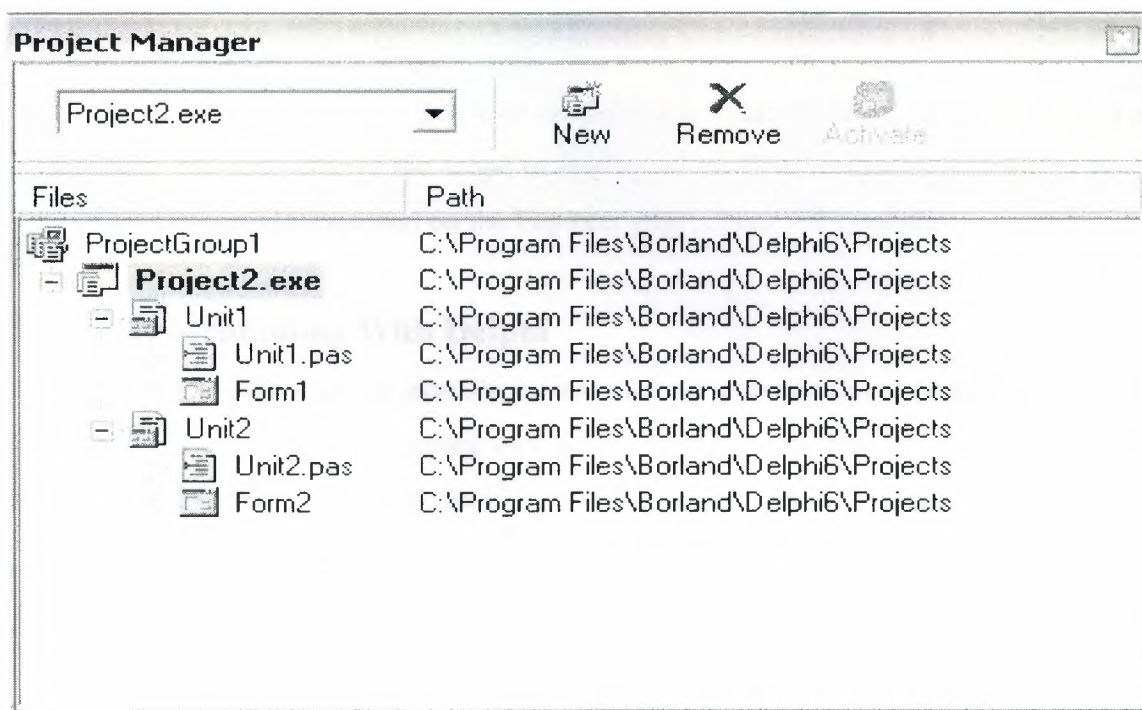 Project Manager
Project2.exe
New Remove Activate
Files Path
ProjectGroup1 C:\Program Files\Borland\Delphi6\Projects
Project2.exe C:\Program Files\Borland\Delphi6\Projects
Unit1 C:\Program Files\Borland\Delphi6\Projects
Unit1.pas C:\Program Files\Borland\Delphi6\Projects
Form1 C:\Program Files\Borland\Delphi6\Projects
Unit2 C:\Program Files\Borland\Delphi6\Projects
Unit2.pas C:\Program Files\Borland\Delphi6\Projects
Form2 C:\Program Files\Borland\Delphi6\Projects